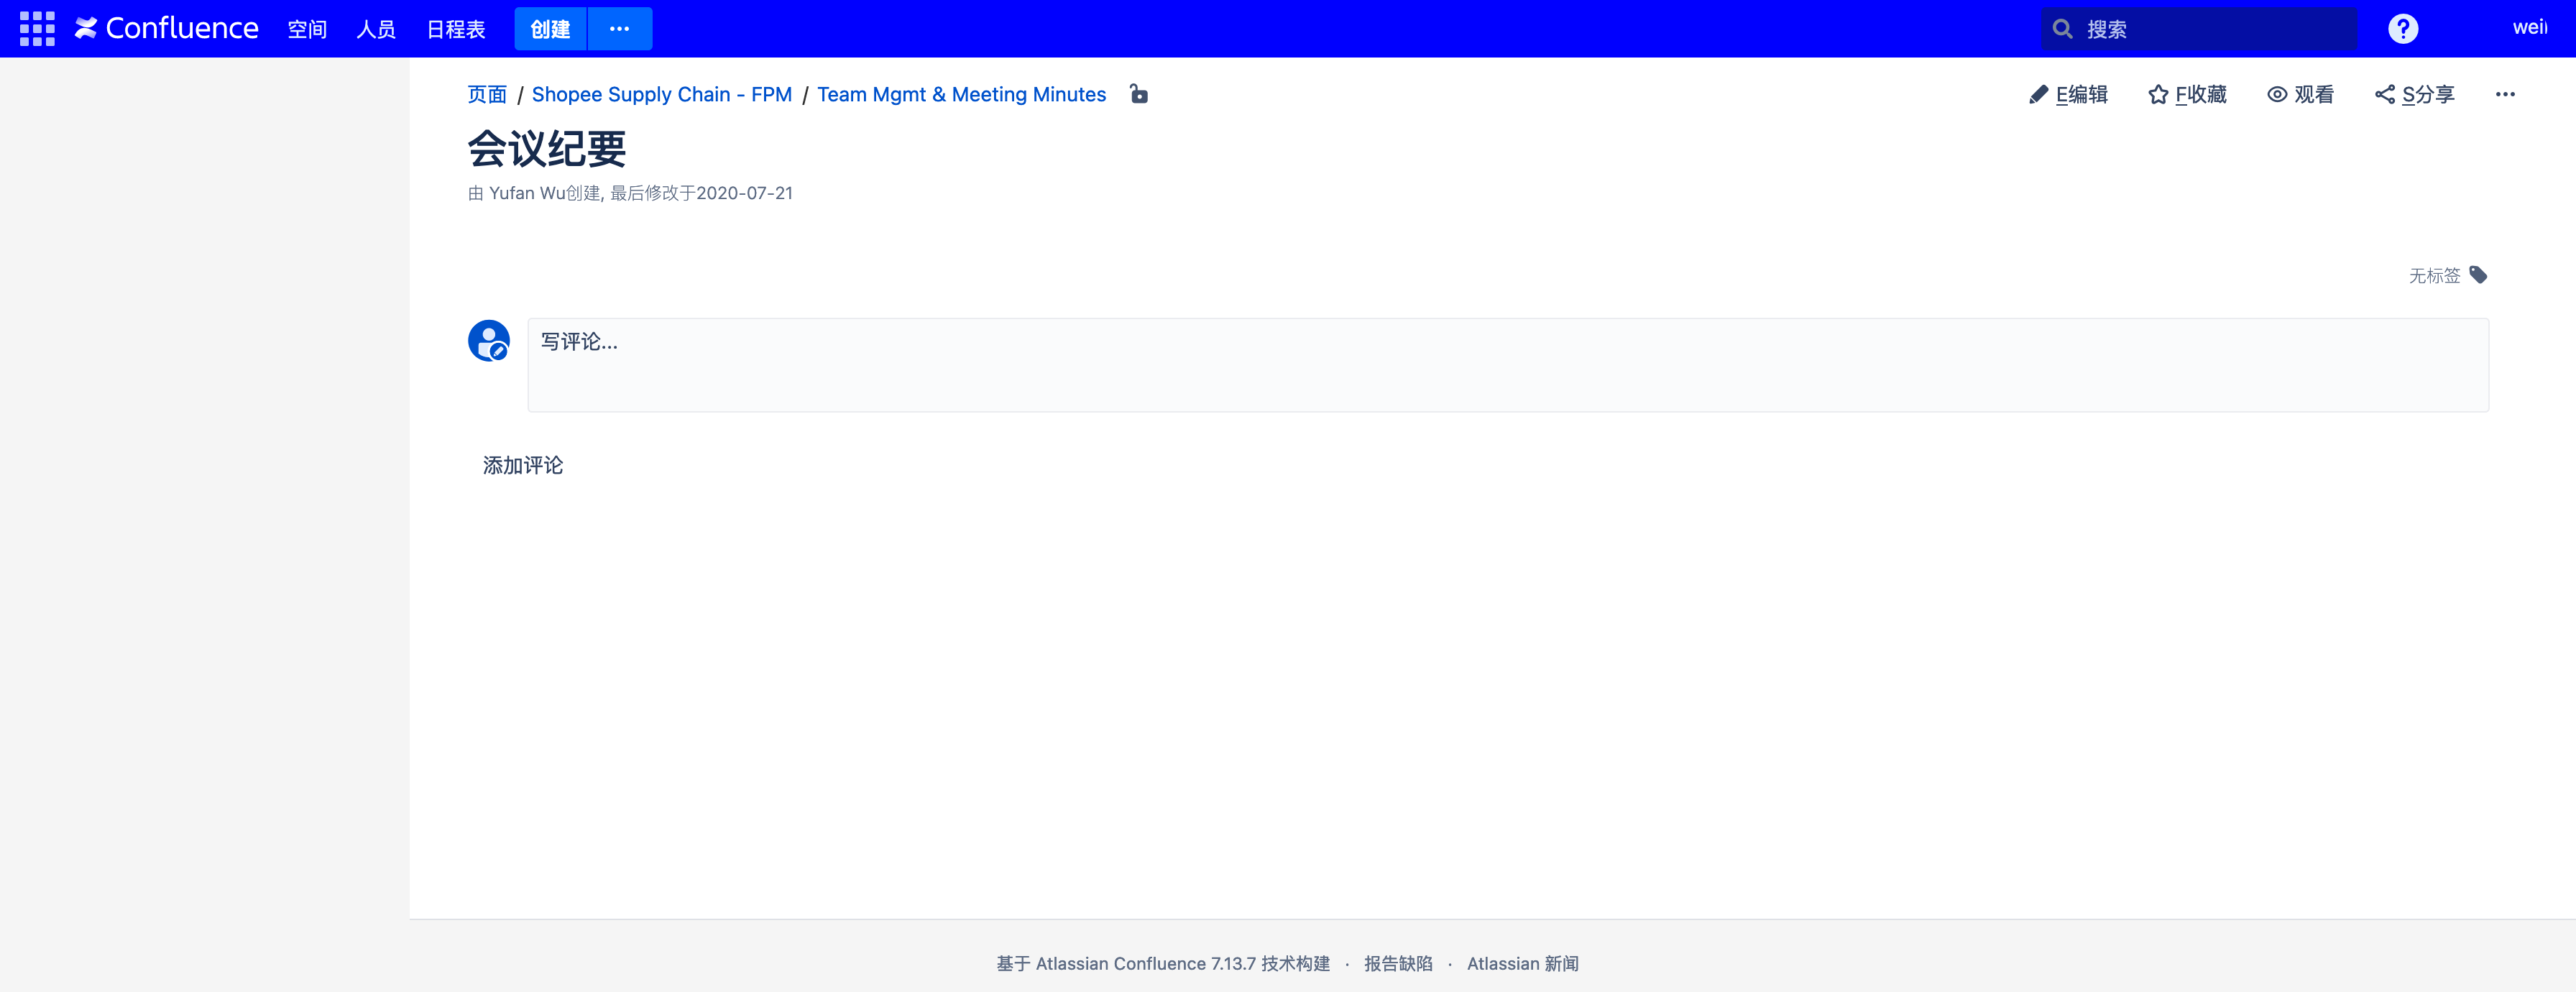 Confluence 空间 人员 日程表 创建 ··· 搜索 ?
页面 / Shopee Supply Chain - FPM / Team Mgmt & Meeting Minutes E编辑 F收藏 观看 S分享 ···
会议纪要
由 Yufan Wu创建, 最后修改于2020-07-21
无标签
写评论...
添加评论
基于 Atlassian Confluence 7.13.7 技术构建 · 报告缺陷 · Atlassian 新闻